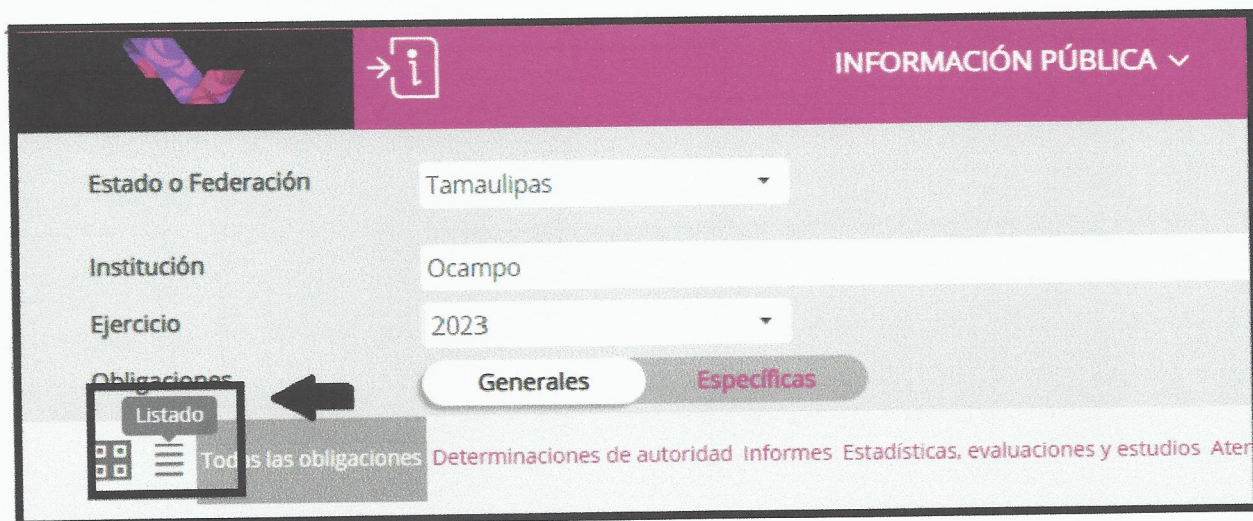 INFORMACIÓN PÚBLICA
Estado o Federación Tamaulipas
Institución Ocampo
Ejercicio 2023
Obligaciones Generales Específicas
Listado
Todas las obligaciones Determinaciones de autoridad Informes Estadísticas, evaluaciones y estudios Aten